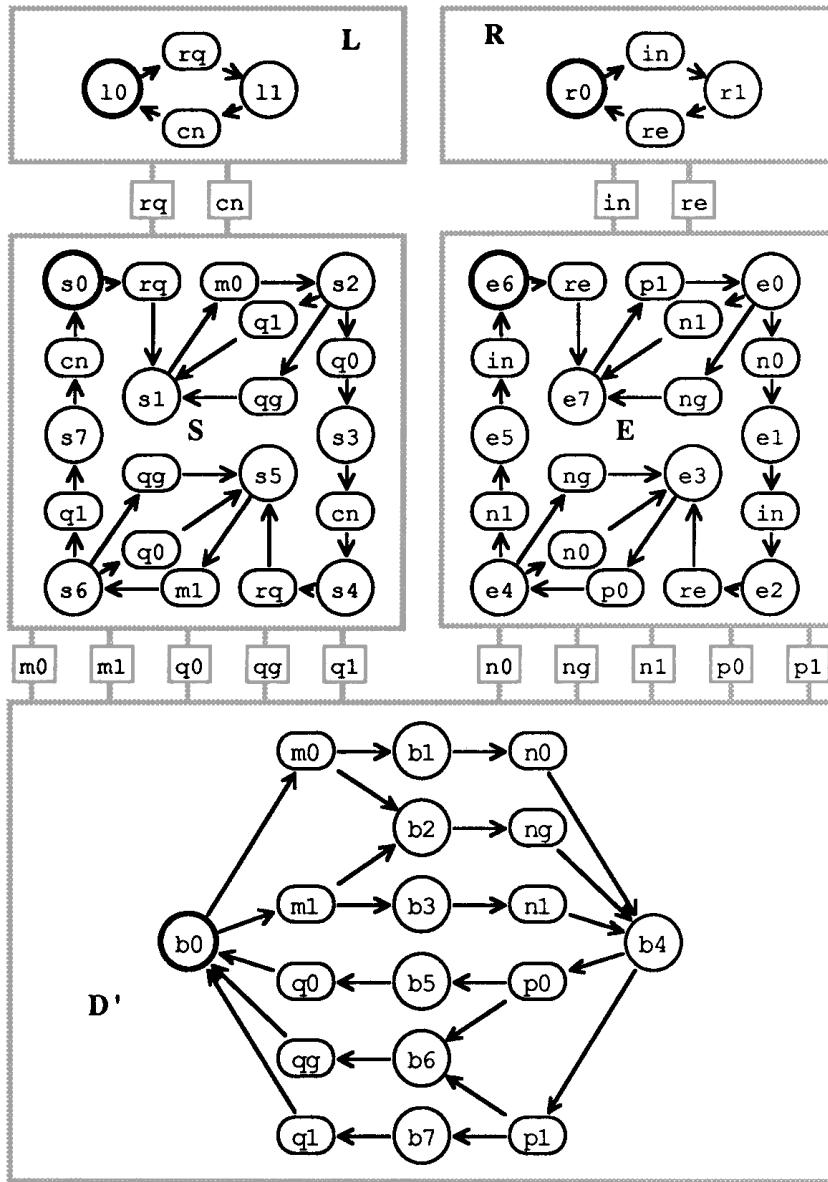 rq L
l0 l1
cn
in R
r0 r1
re
rq cn
in re
s0 rq m0 s2
q1
cn q0
s1 qg
s7 S s3
qg s5
q1 cn
q0
s6 m1 rq s4
e6 re p1 e0
n1
in n0
e7 ng
e5 E e1
ng e3
n1 in
n0
e4 p0 re e2
m0 m1 q0 qg q1
n0 ng n1 p0 p1
m0 b1 n0
b2 ng
m1 b3 n1
b0 b4
q0 b5 p0
D'
qg b6
q1 b7 p1